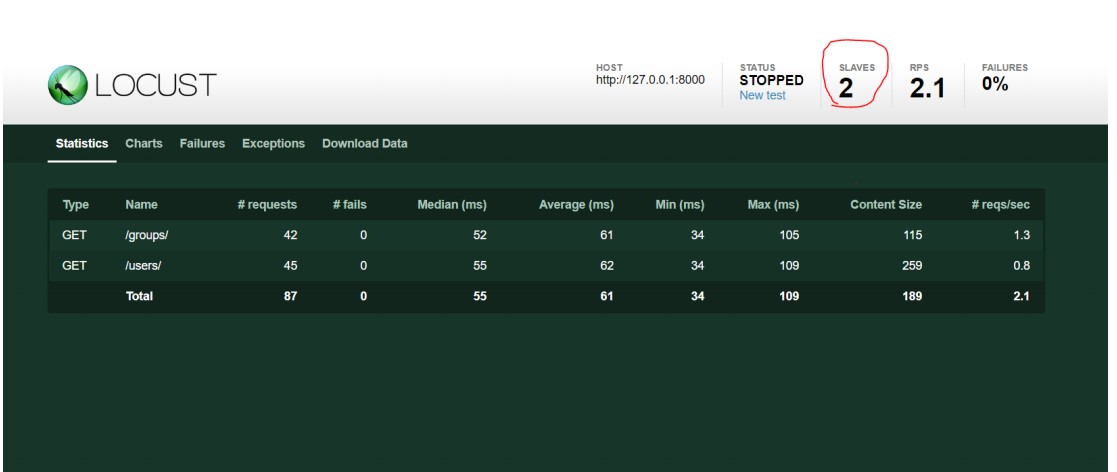 LOCUST
HOST
http://127.0.0.1:8000
STATUS
STOPPED
New test
SLAVES
2
RPS
2.1
FAILURES
0%
Statistics Charts Failures Exceptions Download Data
Type Name # requests # fails Median (ms) Average (ms) Min (ms) Max (ms) Content Size # reqs/sec
GET /groups/ 42 0 52 61 34 105 115 1.3
GET /users/ 45 0 55 62 34 109 259 0.8
Total 87 0 55 61 34 109 189 2.1